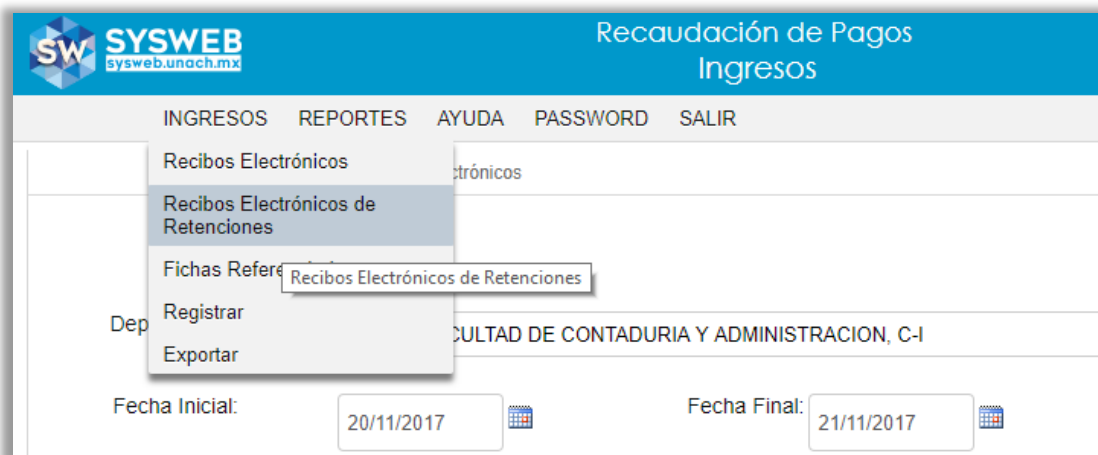 SW SYSWEB
sysweb.unach.mx
Recaudación de Pagos
Ingresos
INGRESOS REPORTES AYUDA PASSWORD SALIR
Recibos Electrónicos
ctrónicos
Recibos Electrónicos de
Retenciones
Fichas Refere
Recibos Electrónicos de Retenciones
Registrar
Dep
CULTAD DE CONTADURIA Y ADMINISTRACION, C-I
Exportar
Fecha Inicial: 20/11/2017 Fecha Final: 21/11/2017